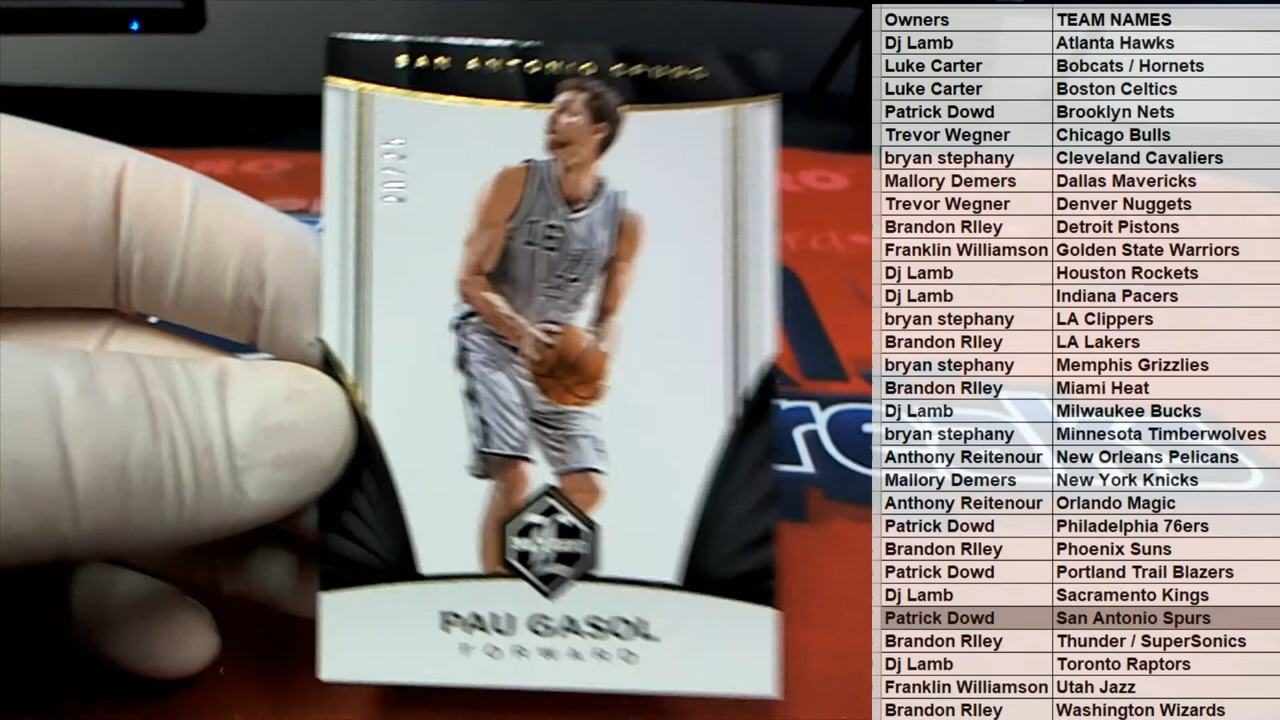 SAN ANTONIO SPURS
16
PAU GASOL
FORWARD
Owners TEAM NAMES
Dj Lamb Atlanta Hawks
Luke Carter Bobcats / Hornets
Luke Carter Boston Celtics
Patrick Dowd Brooklyn Nets
Trevor Wegner Chicago Bulls
bryan stephany Cleveland Cavaliers
Mallory Demers Dallas Mavericks
Trevor Wegner Denver Nuggets
Brandon RIley Detroit Pistons
Franklin Williamson Golden State Warriors
Dj Lamb Houston Rockets
Dj Lamb Indiana Pacers
bryan stephany LA Clippers
Brandon RIley LA Lakers
bryan stephany Memphis Grizzlies
Brandon RIley Miami Heat
Dj Lamb Milwaukee Bucks
bryan stephany Minnesota Timberwolves
Anthony Reitenour New Orleans Pelicans
Mallory Demers New York Knicks
Anthony Reitenour Orlando Magic
Patrick Dowd Philadelphia 76ers
Brandon RIley Phoenix Suns
Patrick Dowd Portland Trail Blazers
Dj Lamb Sacramento Kings
Patrick Dowd San Antonio Spurs
Brandon RIley Thunder / SuperSonics
Dj Lamb Toronto Raptors
Franklin Williamson Utah Jazz
Brandon RIley Washington Wizards